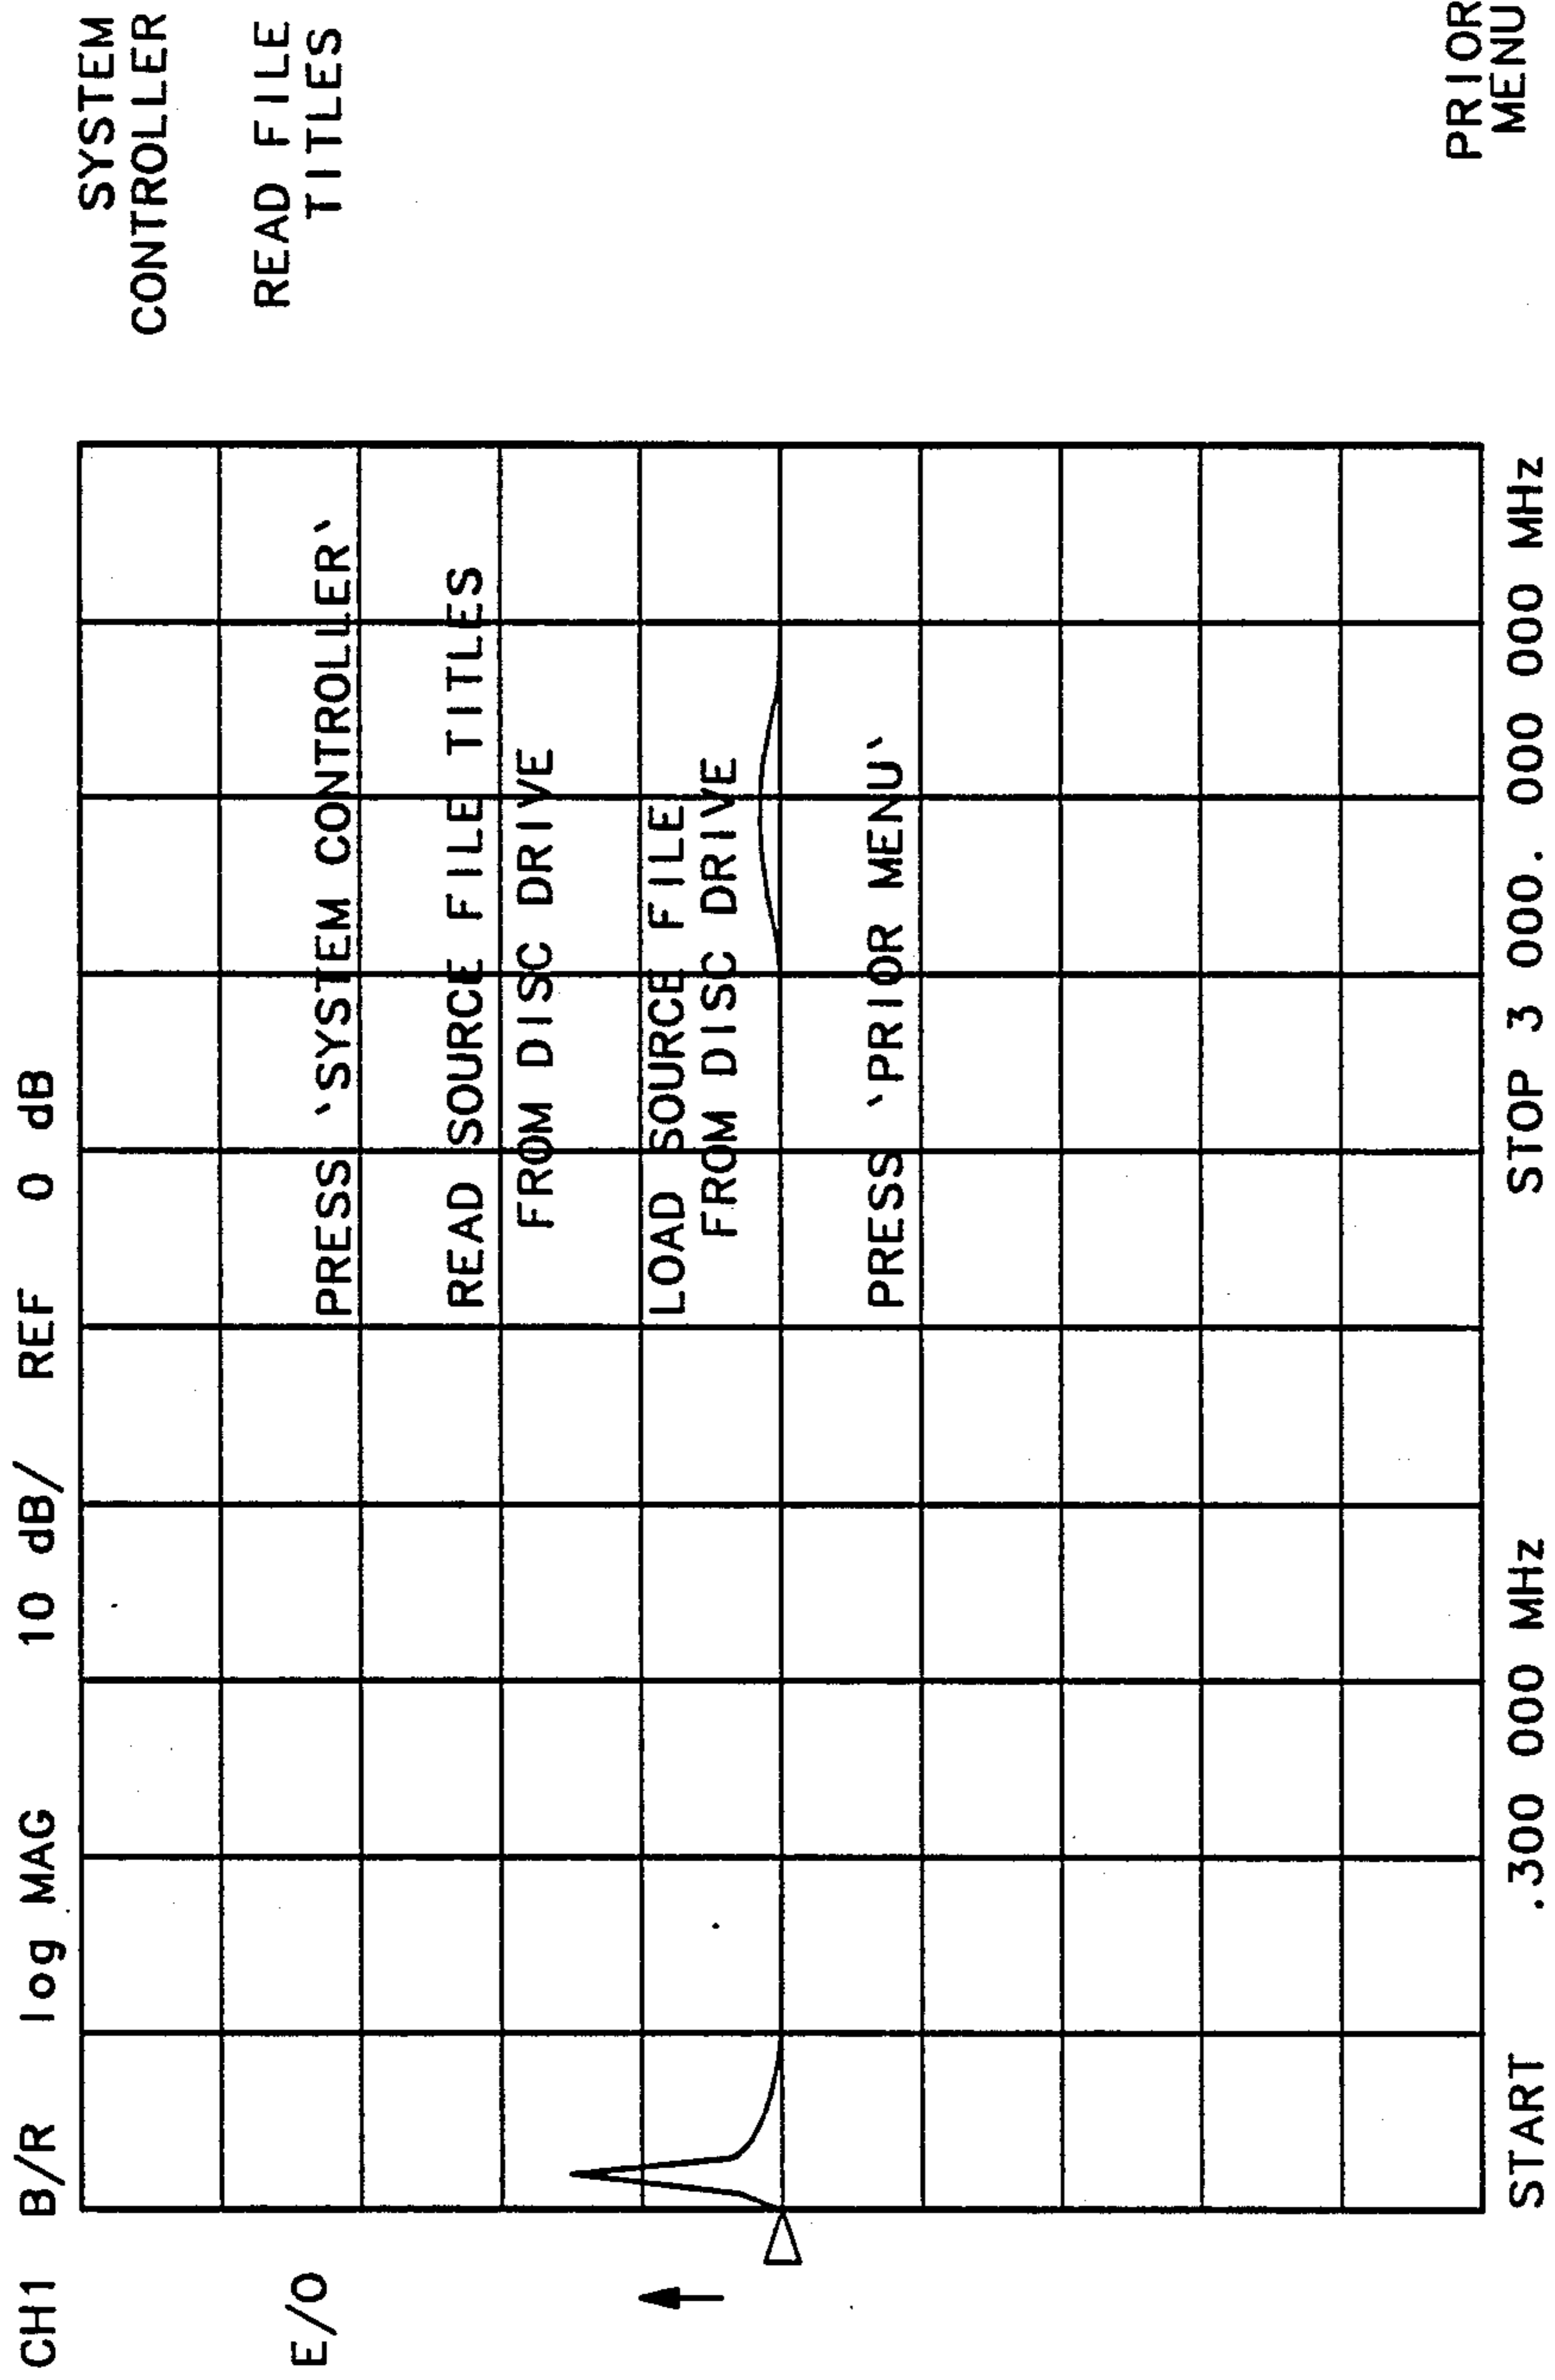 CH1 B/R log MAG 10 dB/ REF 0 dB
SYSTEM
CONTROLLER
READ FILE
TITLES
E/O
PRESS `SYSTEM CONTROLLER`
READ SOURCE FILE TITLES
FROM DISC DRIVE
LOAD SOURCE FILE
FROM DISC DRIVE
PRESS `PRIOR MENU`
PRIOR
MENU
START .300 000 MHz STOP 3 000. 000 000 MHz